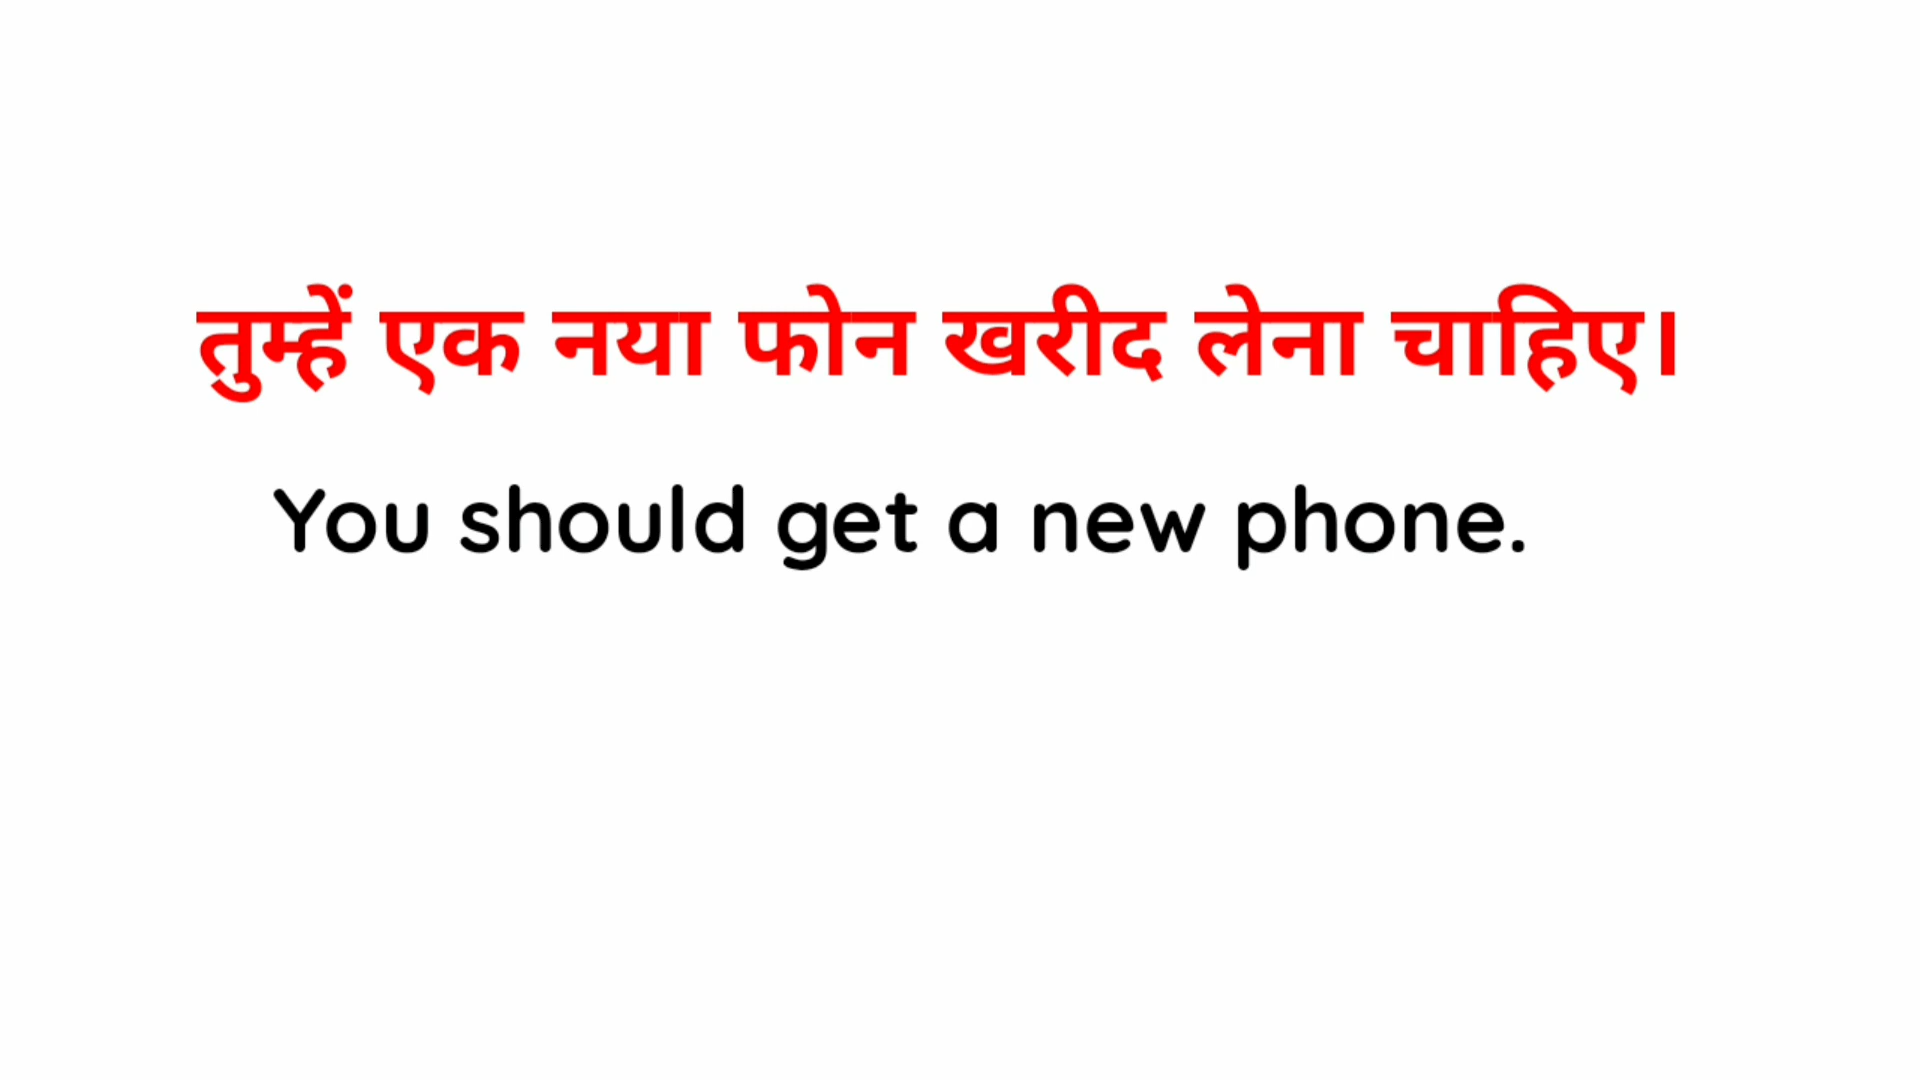 तुम्हें एक नया फोन खरीद लेना चाहिए।
You should get a new phone.